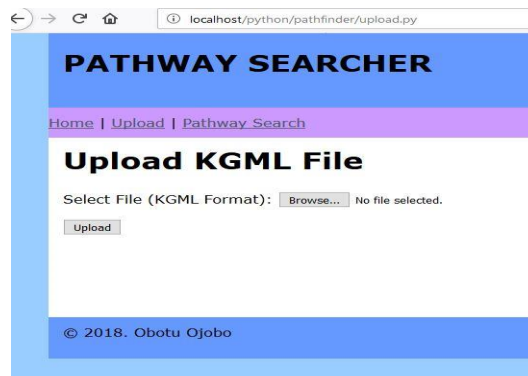 localhost/python/pathfinder/upload.py
PATHWAY SEARCHER
Home | Upload | Pathway Search
Upload KGML File
Select File (KGML Format): Browse... No file selected.
Upload
© 2018. Obotu Ojobo